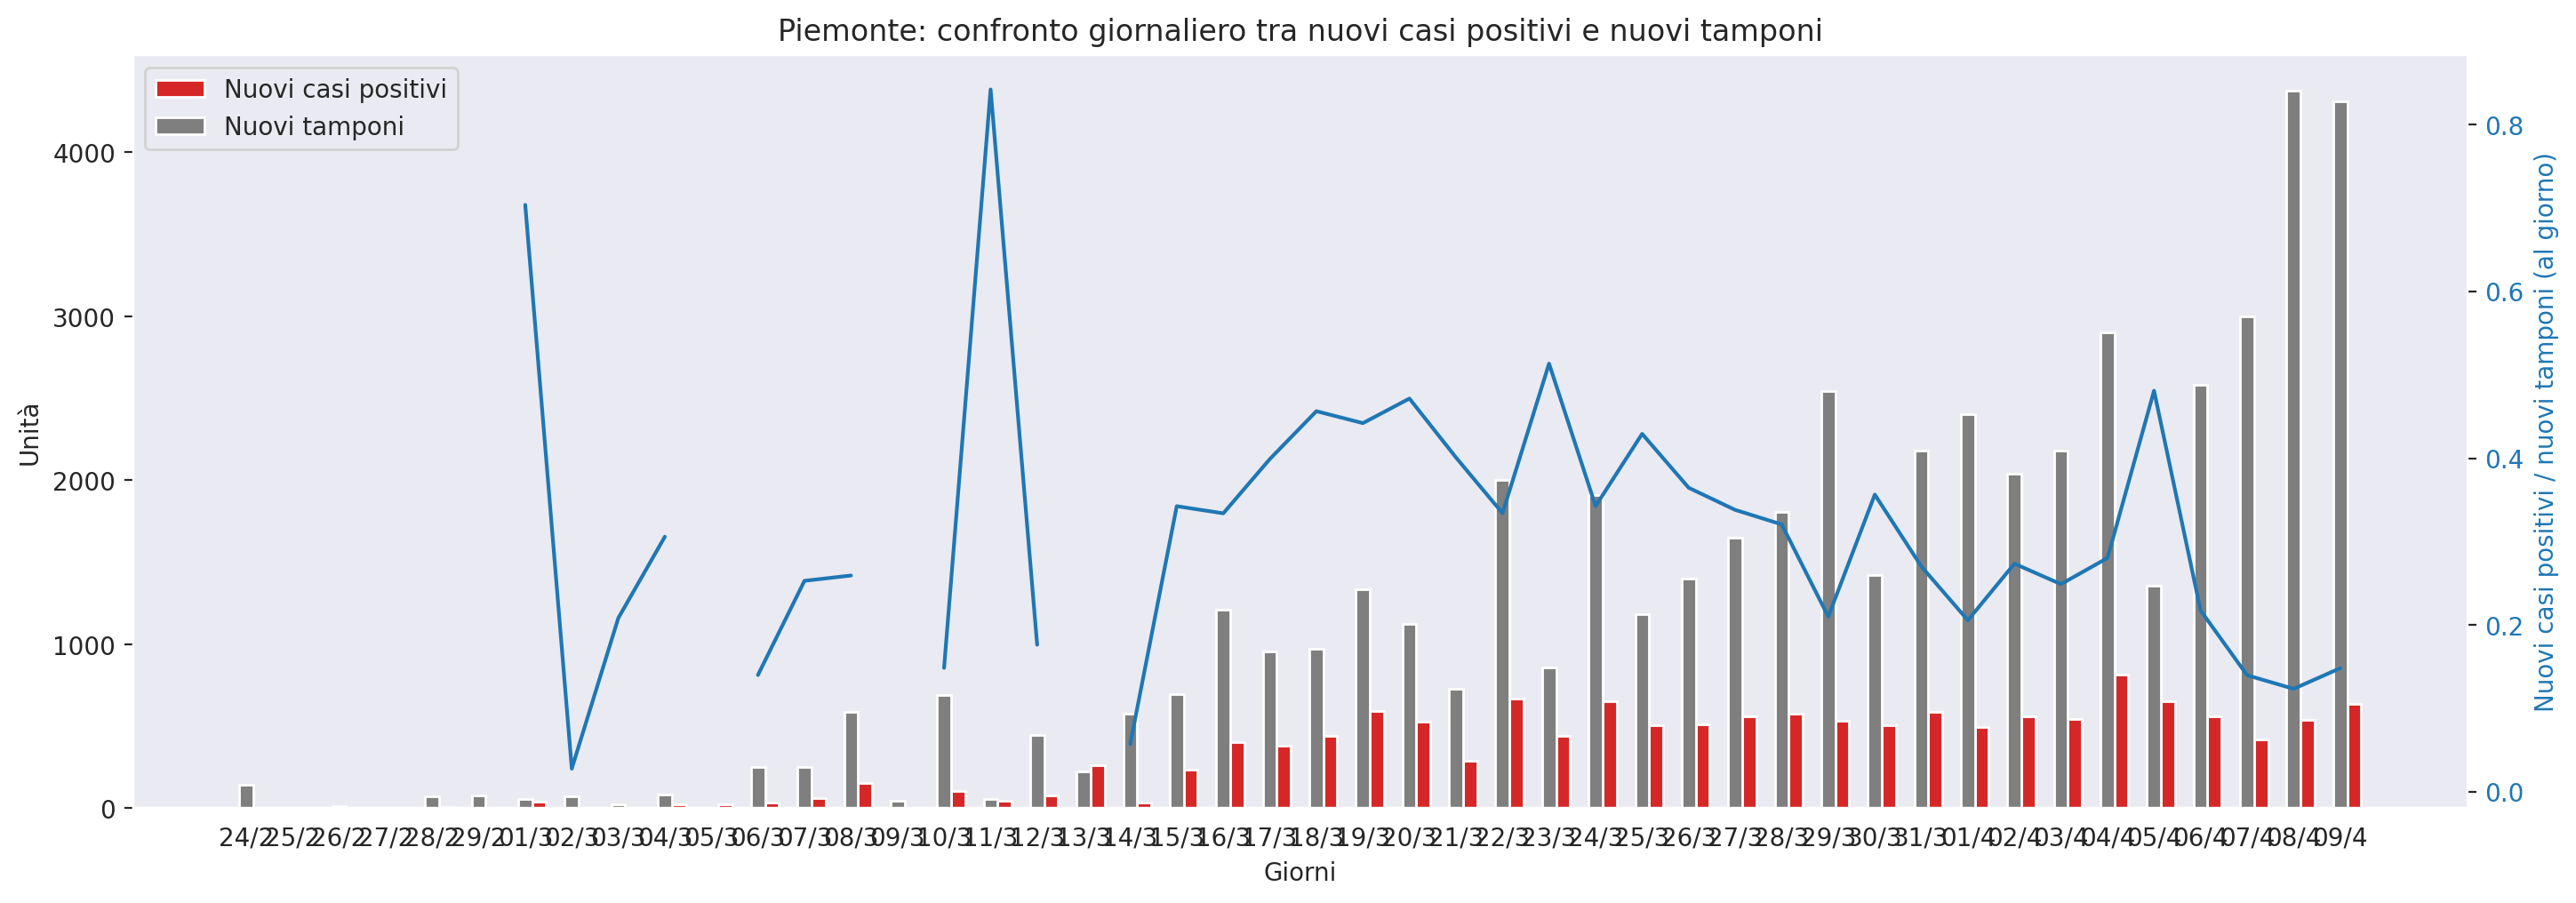 Piemonte: confronto giornaliero tra nuovi casi positivi e nuovi tamponi
Nuovi casi positivi
Nuovi tamponi
Unità
4000
3000
2000
1000
0
0.8
0.6
0.4
0.2
0.0
Nuovi casi positivi / nuovi tamponi (al giorno)
24/2 25/2 26/2 27/2 28/2 29/2 01/3 02/3 03/3 04/3 05/3 06/3 07/3 08/3 09/3 10/3 11/3 12/3 13/3 14/3 15/3 16/3 17/3 18/3 19/3 20/3 21/3 22/3 23/3 24/3 25/3 26/3 27/3 28/3 29/3 30/3 31/3 01/4 02/4 03/4 04/4 05/4 06/4 07/4 08/4 09/4
Giorni